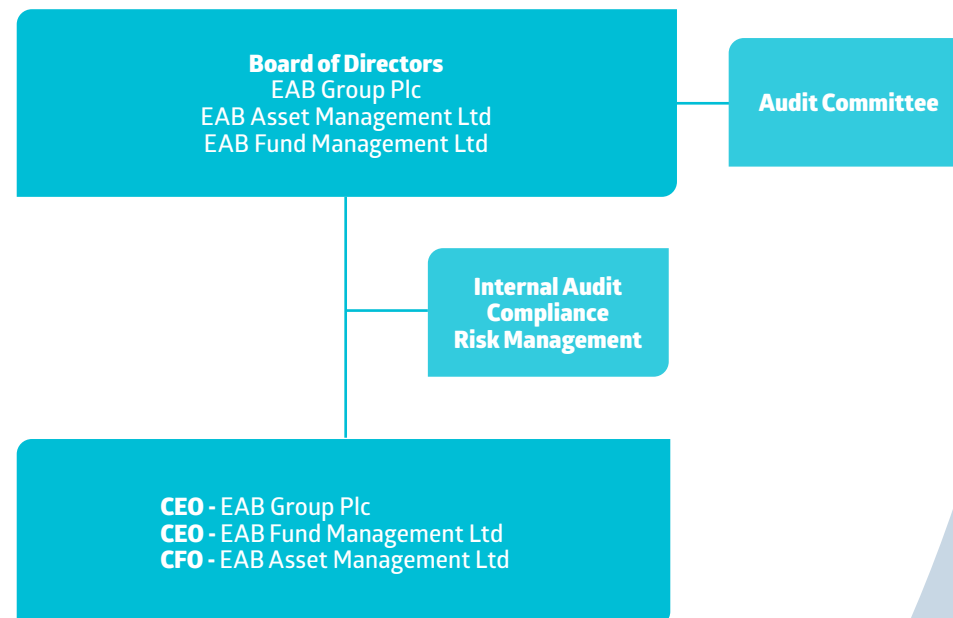 Board of Directors
EAB Group Plc
EAB Asset Management Ltd
EAB Fund Management Ltd
Audit Committee
Internal Audit
Compliance
Risk Management
CEO - EAB Group Plc
CEO - EAB Fund Management Ltd
CFO - EAB Asset Management Ltd